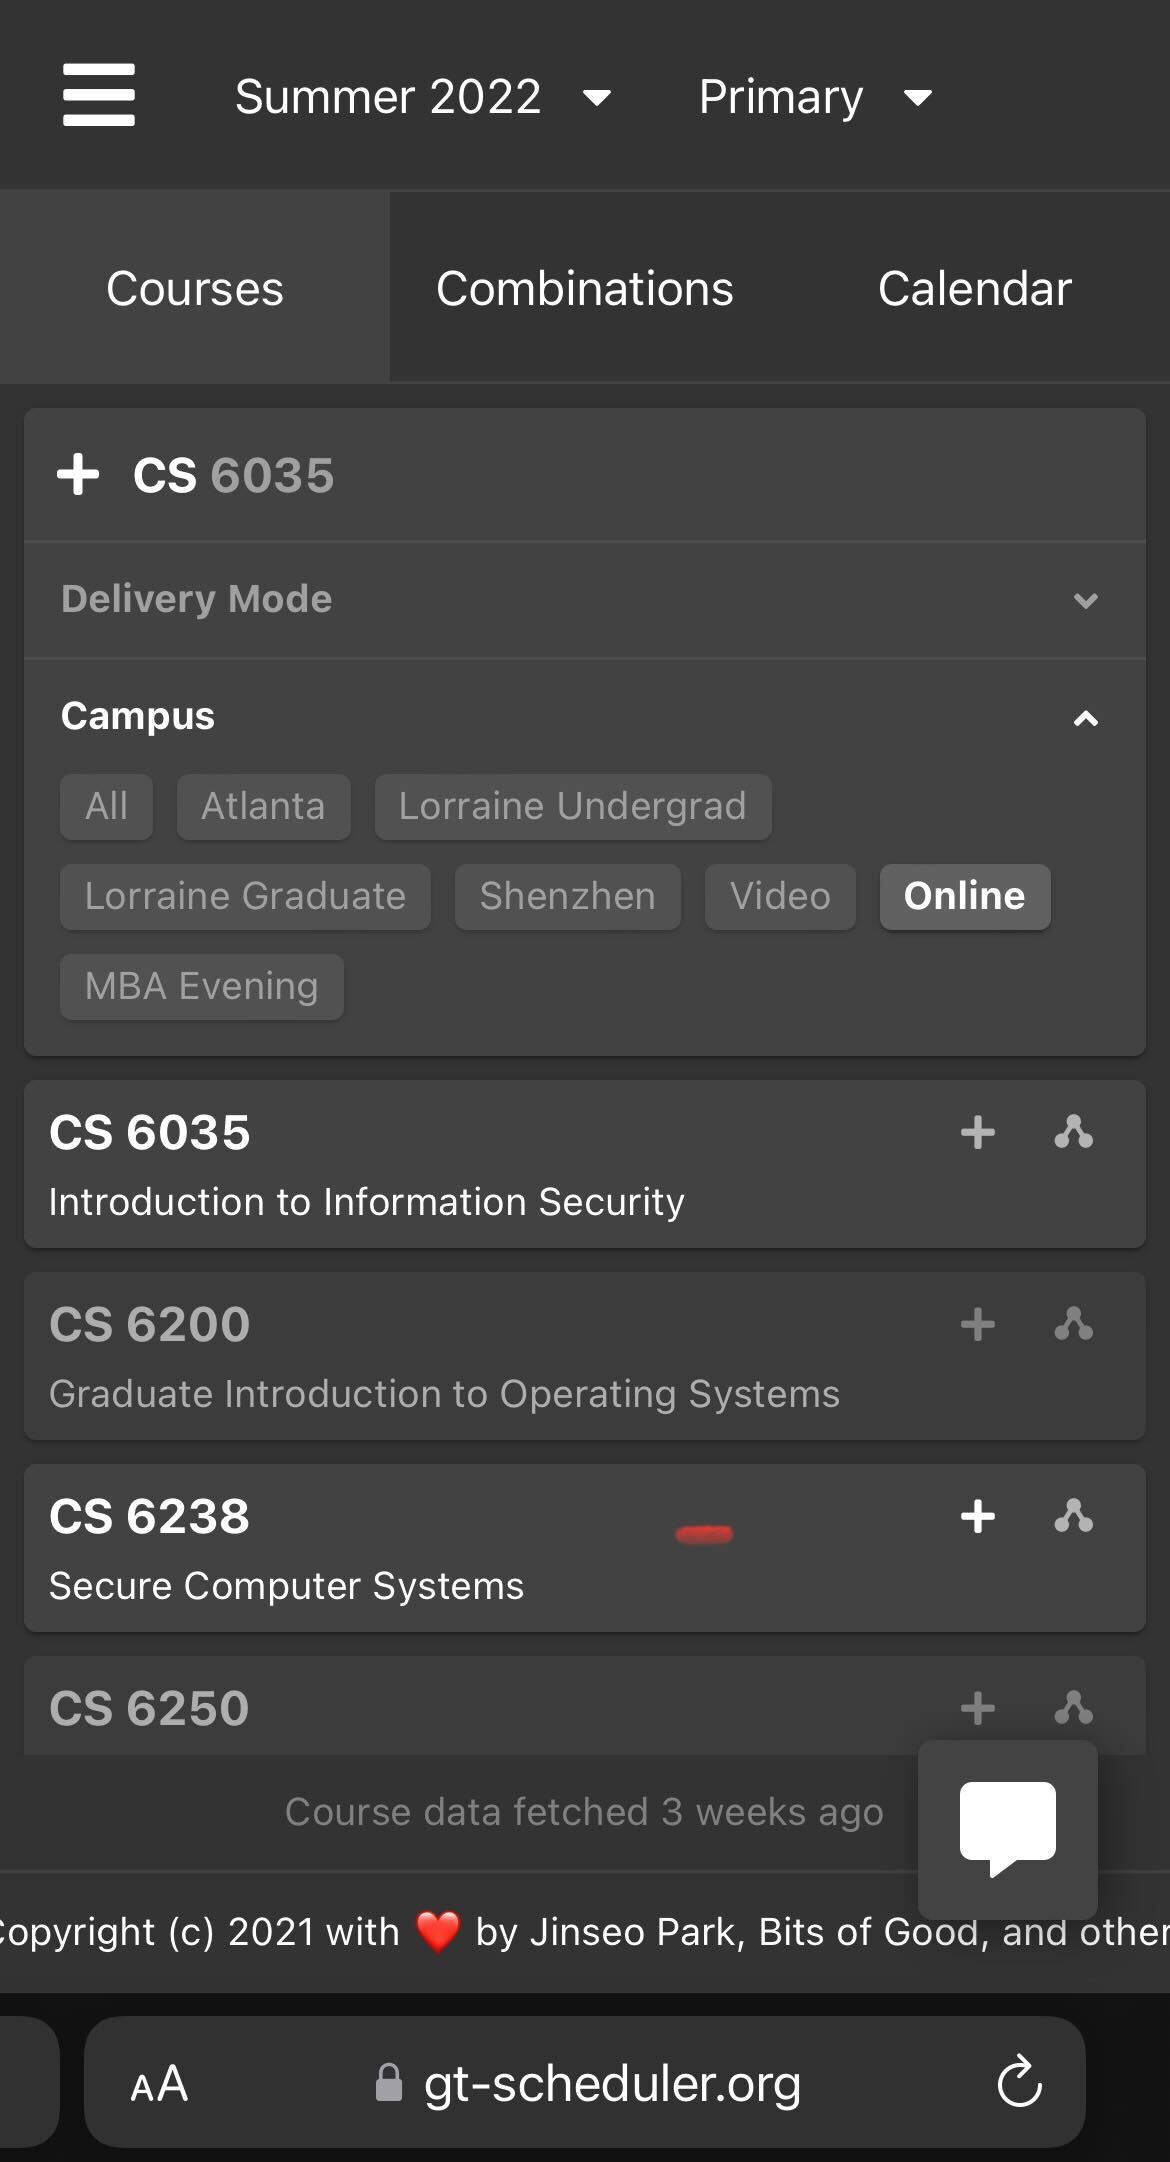 Summer 2022 Primary
Courses Combinations Calendar
CS 6035
Delivery Mode
Campus
All Atlanta Lorraine Undergrad
Lorraine Graduate Shenzhen Video Online
MBA Evening
CS 6035
Introduction to Information Security
CS 6200
Graduate Introduction to Operating Systems
CS 6238
Secure Computer Systems
CS 6250
Course data fetched 3 weeks ago
opyright (c) 2021 with ❤️ by Jinseo Park, Bits of Good, and other
AA gt-scheduler.org